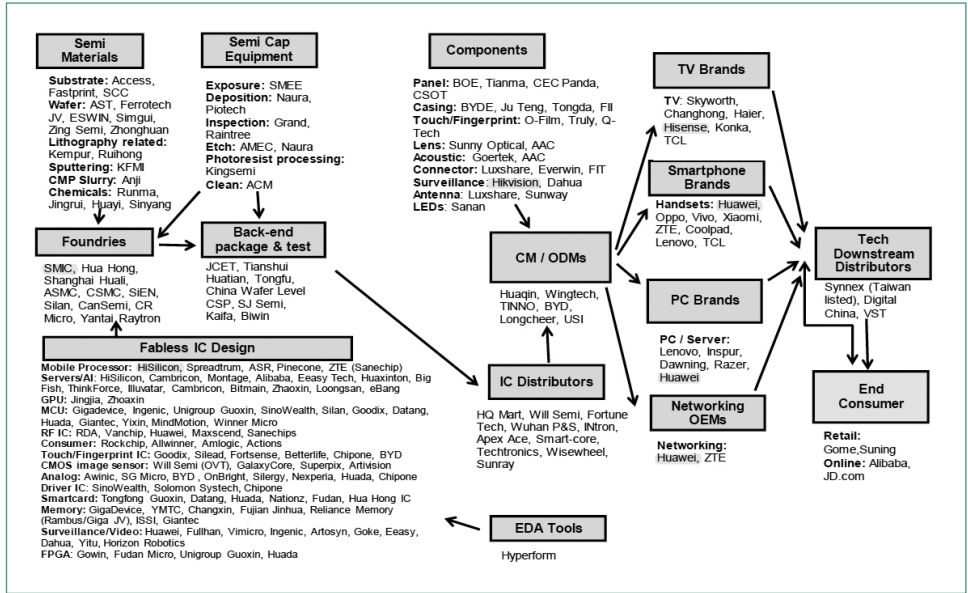 Semi
Materials
Substrate: Access,
Fastprint, SCC
Wafer: AST, Ferrotech
JV, ESWIN, Simgui,
Zing Semi, Zhonghuan
Lithography related:
Kempur, Ruihong
Sputtering: KFMI
CMP Slurry: Anji
Chemicals: Runma,
Jingrui, Huayi, Sinyang
Semi Cap
Equipment
Exposure: SMEE
Deposition: Naura,
Piotech
Inspection: Grand,
Raintree
Etch: AMEC, Naura
Photoresist processing:
Kingsemi
Clean: ACM
Foundries
SMIC, Hua Hong,
Shanghai Huali,
ASMC, CSMC, SiEN,
Silan, CanSemi, CR
Micro, Yantai, Raytron
Back-end
package & test
JCET, Tianshui
Huatian, Tongfu,
China Wafer Level
CSP, SJ Semi,
Kaifa, Biwin
Fabless IC Design
Mobile Processor: HiSilicon, Spreadtrum, ASR, Pinecone, ZTE (Sanechip)
Servers/AI: HiSilicon, Cambricon, Montage, Alibaba, Eeasy Tech, Huaxinton, Big
Fish, ThinkForce, Illuvatar, Cambricon, Bitmain, Zhaoxin, Loongsan, eBang
GPU: Jingjia, Zhoaxin
MCU: Gigadevice, Ingenic, Unigroup Guoxin, SinoWealth, Silan, Goodix, Datang,
Huada, Giantec, Yixin, MindMotion, Winner Micro
RF IC: RDA, Vanchip, Huawei, Maxscend, Sanechips
Consumer: Rockchip, Allwinner, Amlogic, Actions
Touch/Fingerprint IC: Goodix, Silead, Fortsense, Betterlife, Chipone, BYD
CMOS image sensor: Will Semi (OVT), GalaxyCore, Superpix, Artivision
Analog: Awinic, SG Micro, BYD , OnBright, Silergy, Nexperia, Huada, Chipone
Driver IC: SinoWealth, Solomon Systech, Chipone
Smartcard: Tongfong Guoxin, Datang, Huada, Nationz, Fudan, Hua Hong IC
Memory: GigaDevice, YMTC, Changxin, Fujian Jinhua, Reliance Memory
(Rambus/Giga JV), ISSI, Giantec
Surveillance/Video: Huawei, Fullhan, Vimicro, Ingenic, Artosyn, Goke, Eeasy,
Dahua, Yitu, Horizon Robotics
FPGA: Gowin, Fudan Micro, Unigroup Guoxin, Huada
Components
Panel: BOE, Tianma, CEC Panda,
CSOT
Casing: BYDE, Ju Teng, Tongda, FII
Touch/Fingerprint: O-Film, Truly, Q-
Tech
Lens: Sunny Optical, AAC
Acoustic: Goertek, AAC
Connector: Luxshare, Everwin, FIT
Surveillance: Hikvision, Dahua
Antenna: Luxshare, Sunway
LEDs: Sanan
CM / ODMs
Huaqin, Wingtech,
TINNO, BYD,
Longcheer, USI
IC Distributors
HQ Mart, Will Semi, Fortune
Tech, Wuhan P&S, INtron,
Apex Ace, Smart-core,
Techtronics, Wisewheel,
Sunray
EDA Tools
Hyperform
TV Brands
TV: Skyworth,
Changhong, Haier,
Hisense, Konka,
TCL
Smartphone
Brands
Handsets: Huawei,
Oppo, Vivo, Xiaomi,
ZTE, Coolpad,
Lenovo, TCL
PC Brands
PC / Server:
Lenovo, Inspur,
Dawning, Razer,
Huawei
Networking
OEMs
Networking:
Huawei, ZTE
Tech
Downstream
Distributors
Synnex (Taiwan
listed), Digital
China, VST
End
Consumer
Retail:
Gome,Suning
Online: Alibaba,
JD.com